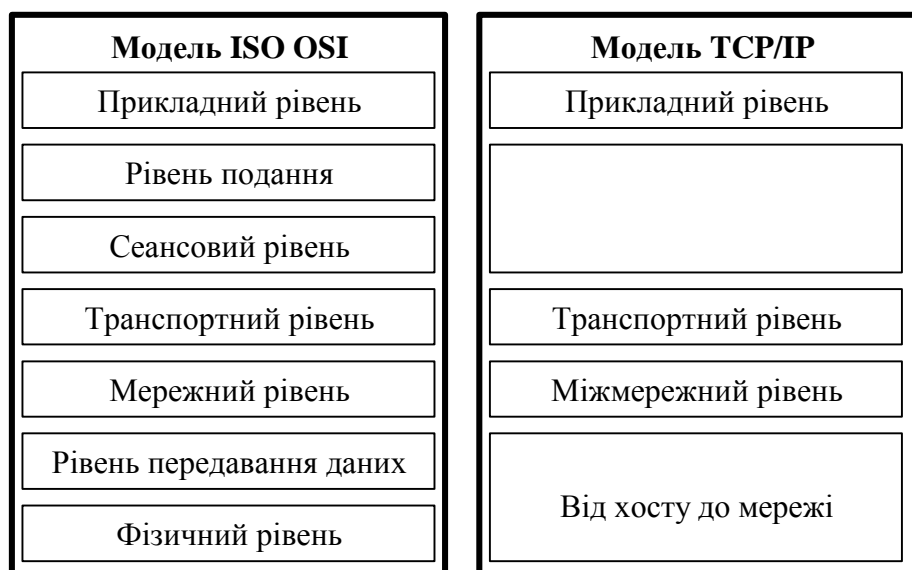 Модель ISO OSI
Прикладний рівень
Рівень подання
Сеансовий рівень
Транспортний рівень
Мережний рівень
Рівень передавання даних
Фізичний рівень
Модель TCP/IP
Прикладний рівень
Транспортний рівень
Міжмережний рівень
Від хосту до мережі